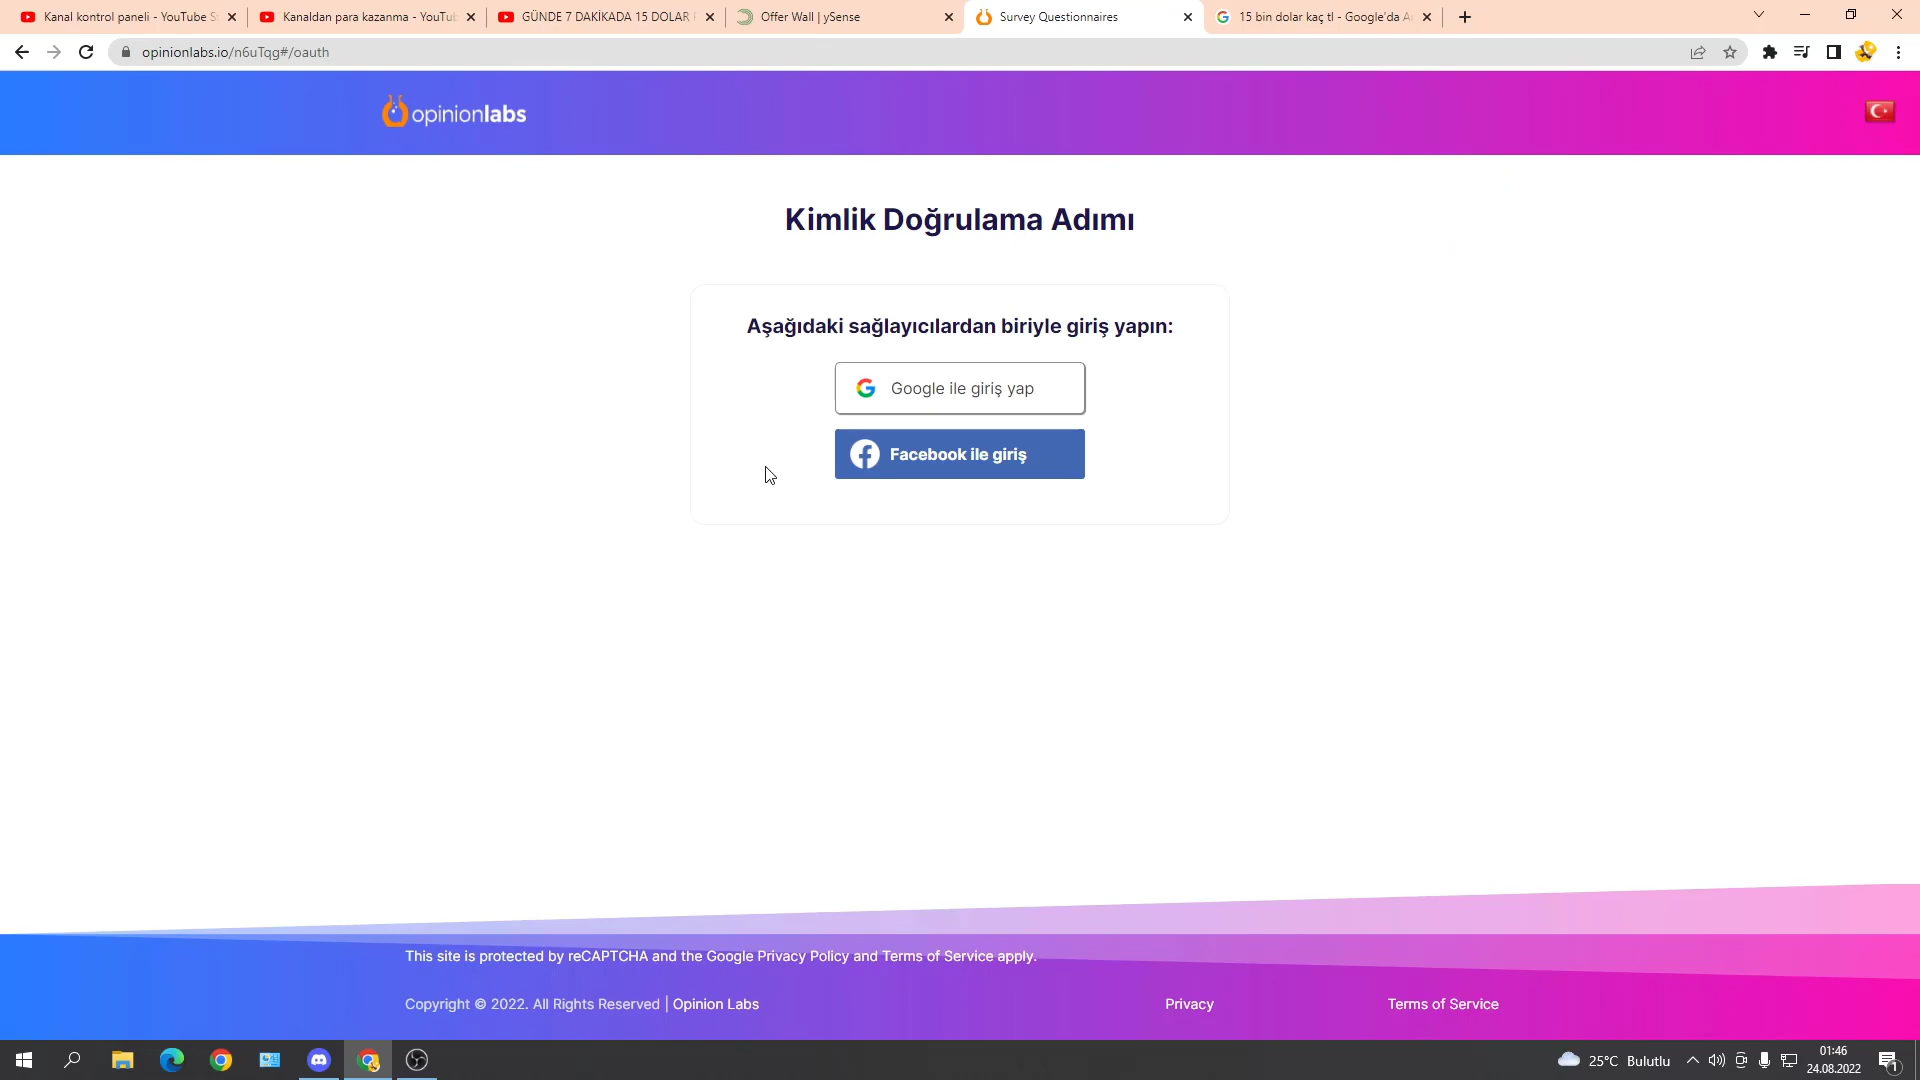 Kanal kontrol paneli - YouTube S
Kanaldan para kazanma - YouTub
GÜNDE 7 DAKİKADA 15 DOLAR
Offer Wall | ySense
Survey Questionnaires
15 bin dolar kaç tl - Google'da A
opinionlabs.io/n6uTqg#/oauth
opinionlabs
Kimlik Doğrulama Adımı
Aşağıdaki sağlayıcılardan biriyle giriş yapın:
Google ile giriş yap
Facebook ile giriş
This site is protected by reCAPTCHA and the Google Privacy Policy and Terms of Service apply.
Copyright © 2022. All Rights Reserved | Opinion Labs
Privacy
Terms of Service
25°C Bulutlu
01:46
24.08.2022
1